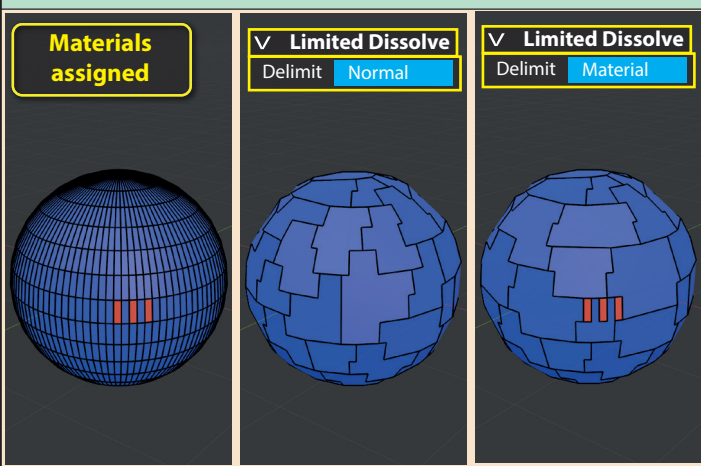 Materials
assigned
Limited Dissolve
Delimit Normal
Limited Dissolve
Delimit Material